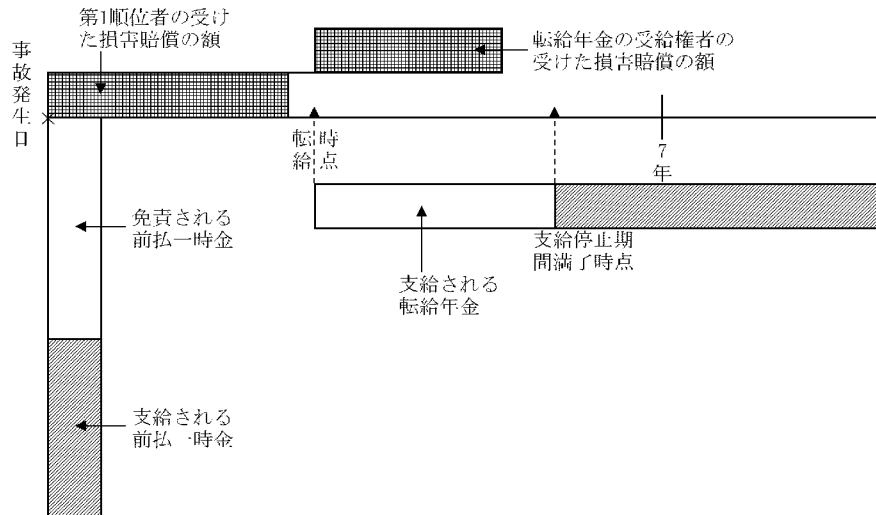 第1順位者の受け
た損害賠償の額
転給年金の受給権者の
受けた損害賠償の額
事故発生日
転給
時点
7年
免責される
前払一時金
支給される
転給年金
支給停止期
間満了時点
支給される
前払一時金